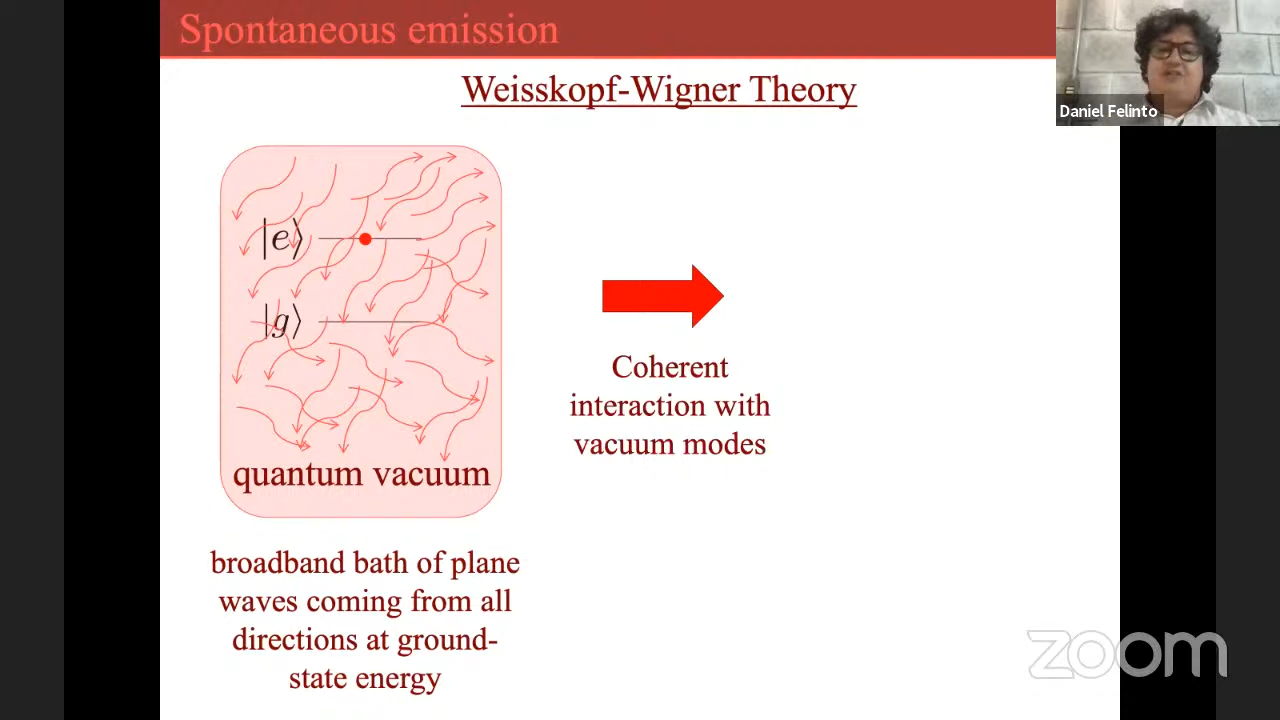 Spontaneous emission
Weisskopf-Wigner Theory
Daniel Felinto
|e⟩
|g⟩
quantum vacuum
broadband bath of plane
waves coming from all
directions at ground-
state energy
Coherent
interaction with
vacuum modes
zoom